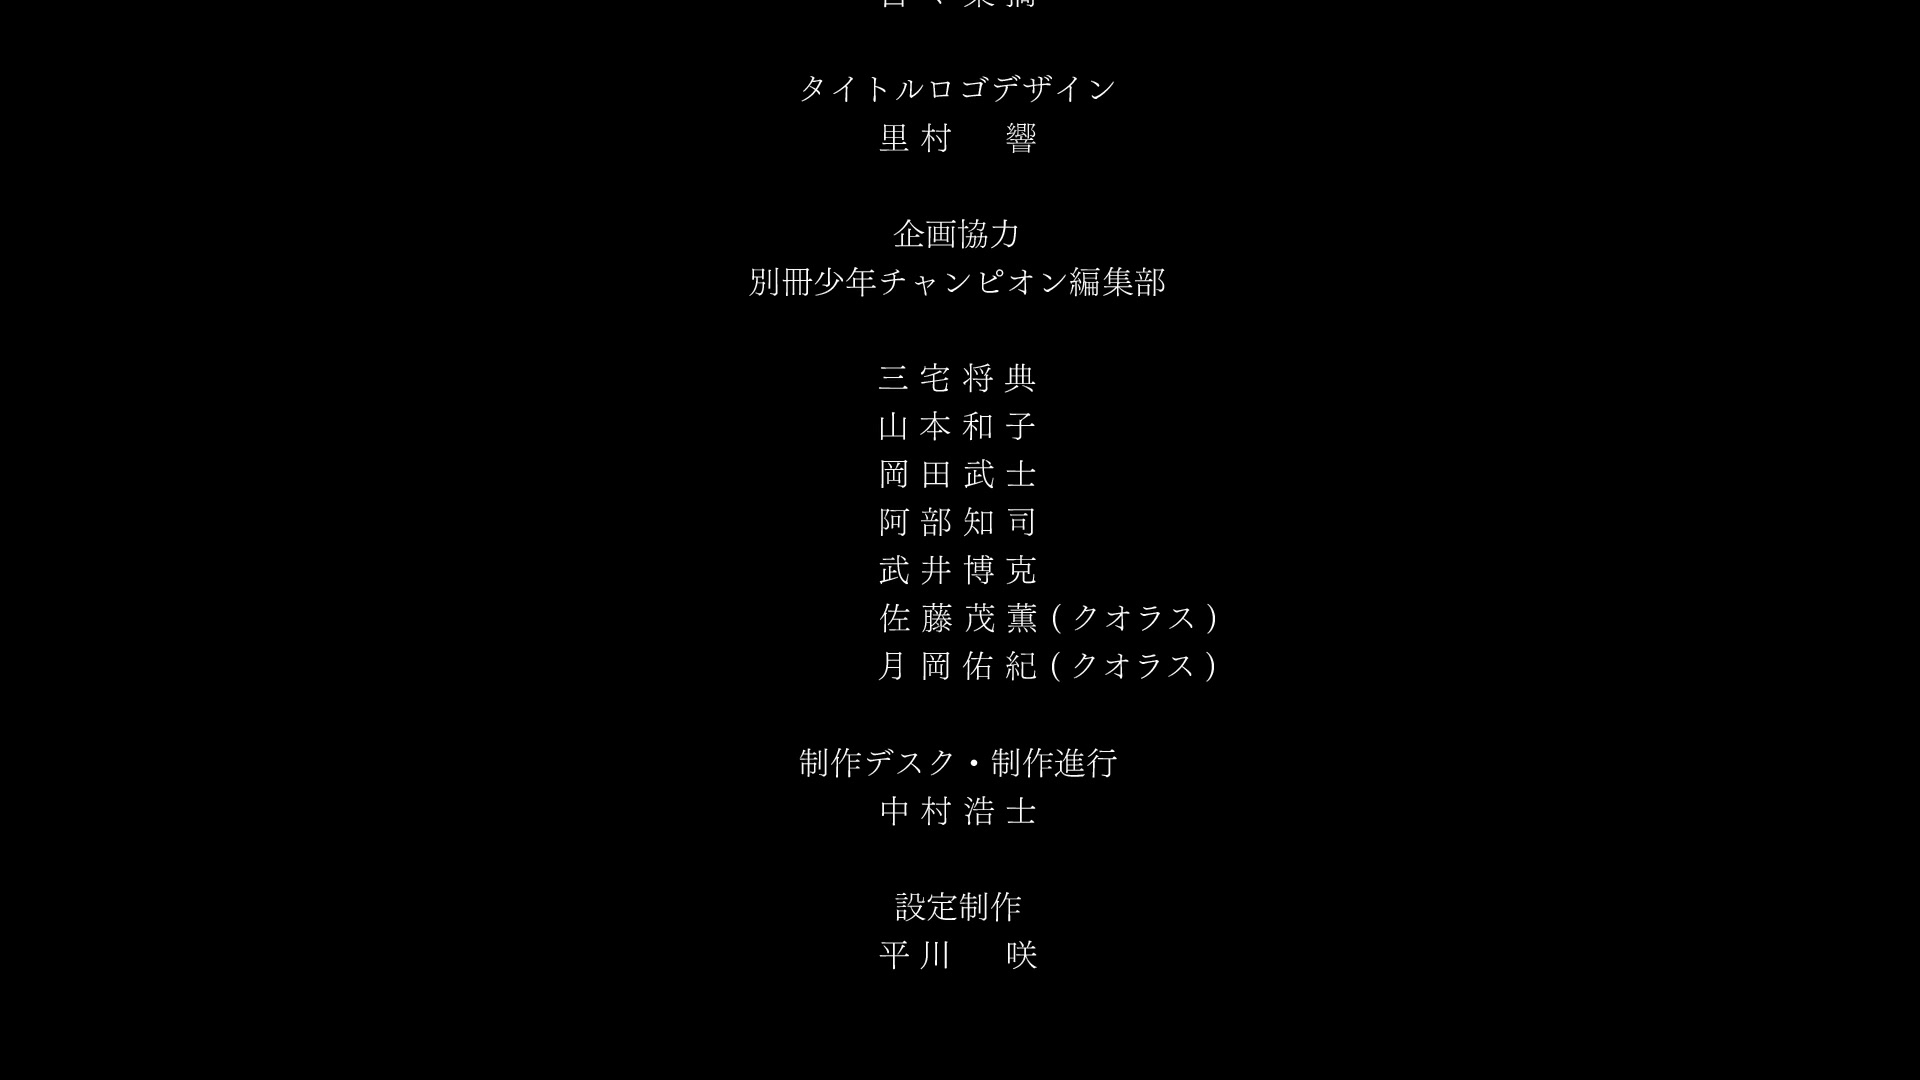 タイトルロゴデザイン
里村　響
企画協力
別冊少年チャンピオン編集部
三宅将典
山本和子
岡田武士
阿部知司
武井博克
佐藤茂薫(クオラス)
月岡佑紀(クオラス)
制作デスク・制作進行
中村浩士
設定制作
平川　咲